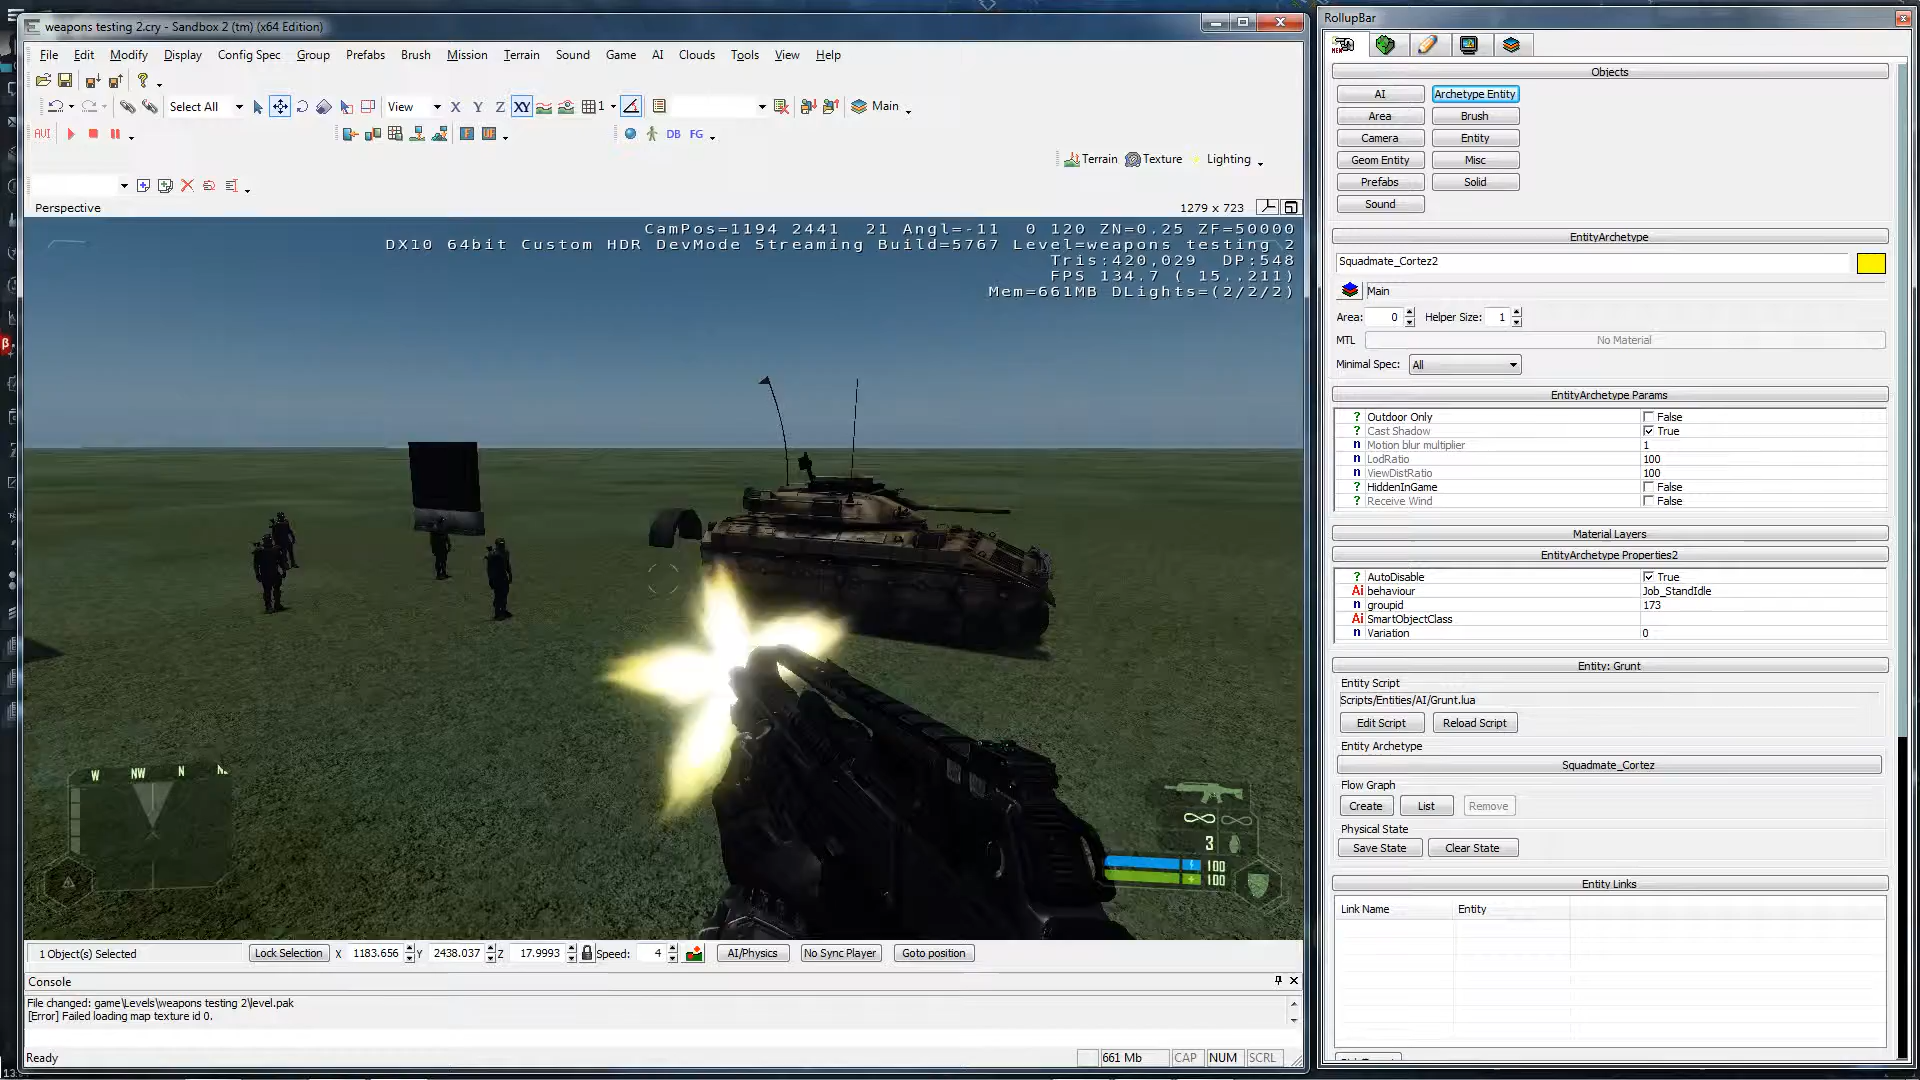 weapons testing 2.cry - Sandbox 2 (tm) (x64 Edition)
File Edit Modify Display Config Spec Group Prefabs Brush Mission Terrain Sound Game AI Clouds Tools View Help
Select All View X Y Z XY 1 Main
AVI F UF DB FG
Terrain Texture Lighting
Perspective 1279 x 723
CamPos=1194 2441 21 Angl=-11 0 120 ZN=0.25 ZF=50000
DX10 64bit Custom HDR DevMode Streaming Build=5767 Level=weapons testing 2
Tris:420,029 DP:548
FPS 134.7 ( 15..211)
Mem=661MB DLights=(2/2/2)
W NW N
3
100
100
1 Object(s) Selected Lock Selection X 1183.656 Y 2438.037 Z 17.9993 Speed: 4 AI/Physics No Sync Player Goto position
Console
File changed: game\Levels\weapons testing 2\level.pak
[Error] Failed loading map texture id 0.
Ready 661 Mb CAP NUM SCRL
RollupBar
Objects
AI Archetype Entity
Area Brush
Camera Entity
Geom Entity Misc
Prefabs Solid
Sound
EntityArchetype
Squadmate_Cortez2
Main
Area: 0 Helper Size: 1
MTL No Material
Minimal Spec: All
EntityArchetype Params
? Outdoor Only False
? Cast Shadow True
n Motion blur multiplier 1
n LodRatio 100
n ViewDistRatio 100
? HiddenInGame False
? Receive Wind False
Material Layers
EntityArchetype Properties2
? AutoDisable True
Ai behaviour Job_StandIdle
n groupid 173
Ai SmartObjectClass
n Variation 0
Entity: Grunt
Entity Script
Scripts/Entities/AI/Grunt.lua
Edit Script Reload Script
Entity Archetype
Squadmate_Cortez
Flow Graph
Create List Remove
Physical State
Save State Clear State
Entity Links
Link Name Entity